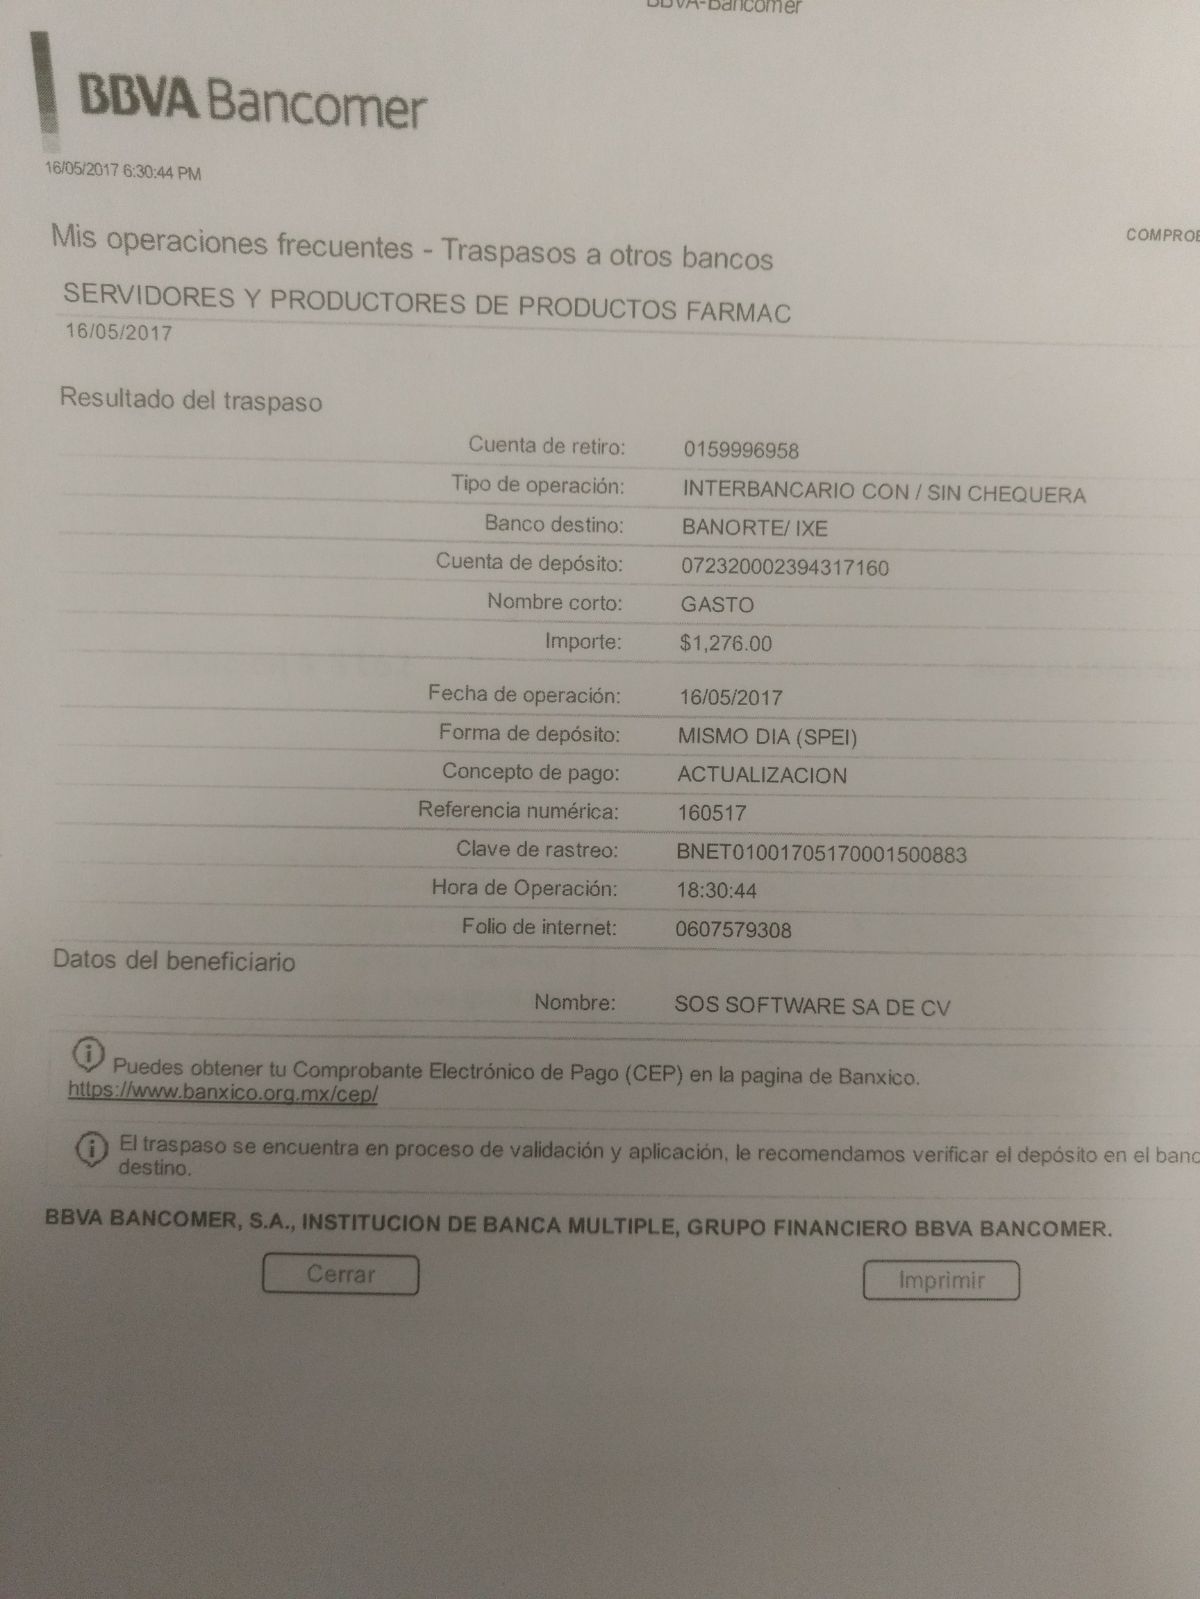 BBVA-Bancomer
BBVA Bancomer
16/05/2017 6:30:44 PM
COMPROB
Mis operaciones frecuentes - Traspasos a otros bancos
SERVIDORES Y PRODUCTORES DE PRODUCTOS FARMAC
16/05/2017
Resultado del traspaso
Cuenta de retiro: 0159996958
Tipo de operación: INTERBANCARIO CON / SIN CHEQUERA
Banco destino: BANORTE/ IXE
Cuenta de depósito: 072320002394317160
Nombre corto: GASTO
Importe: $1,276.00
Fecha de operación: 16/05/2017
Forma de depósito: MISMO DIA (SPEI)
Concepto de pago: ACTUALIZACION
Referencia numérica: 160517
Clave de rastreo: BNET01001705170001500883
Hora de Operación: 18:30:44
Folio de internet: 0607579308
Datos del beneficiario
Nombre: SOS SOFTWARE SA DE CV
Puedes obtener tu Comprobante Electrónico de Pago (CEP) en la pagina de Banxico.
https://www.banxico.org.mx/cep/
El traspaso se encuentra en proceso de validación y aplicación, le recomendamos verificar el depósito en el banc
destino.
BBVA BANCOMER, S.A., INSTITUCION DE BANCA MULTIPLE, GRUPO FINANCIERO BBVA BANCOMER.
Cerrar Imprimir